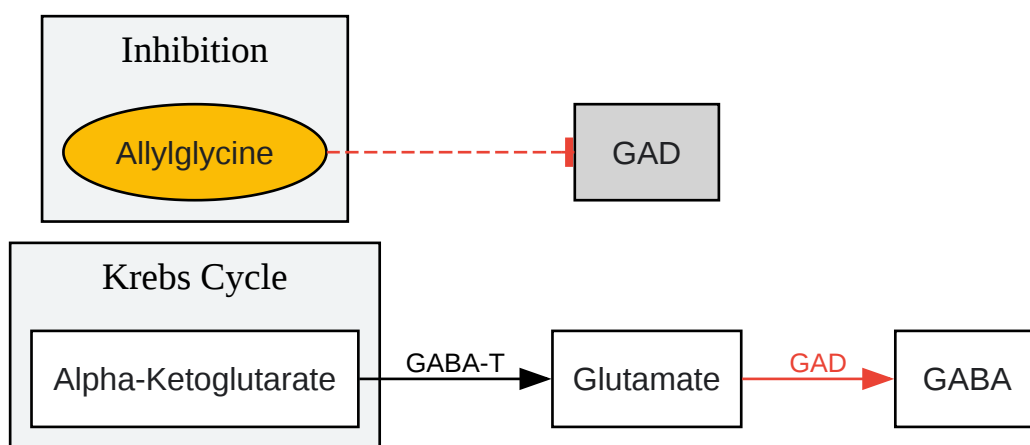 Inhibition
Allylglycine
GAD
Krebs Cycle
Alpha-Ketoglutarate
GABA-T
Glutamate
GAD
GABA